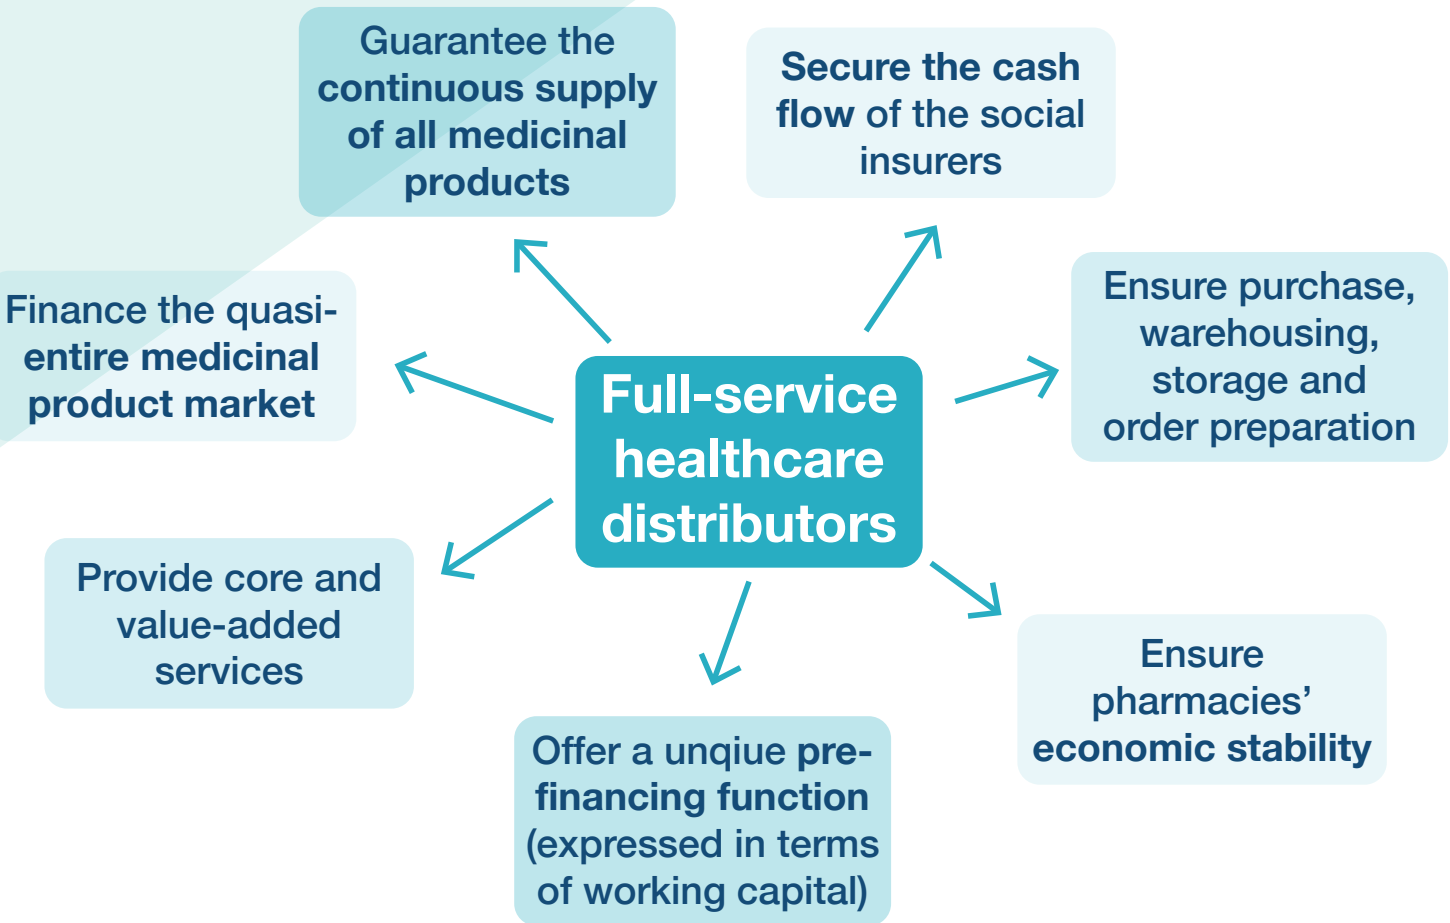 Guarantee the
continuous supply
of all medicinal
products
Secure the cash
flow of the social
insurers
Finance the quasi-
entire medicinal
product market
Ensure purchase,
warehousing,
storage and
order preparation
Full-service
healthcare
distributors
Provide core and
value-added
services
Ensure
pharmacies’
economic stability
Offer a unqiue pre-
financing function
(expressed in terms
of working capital)